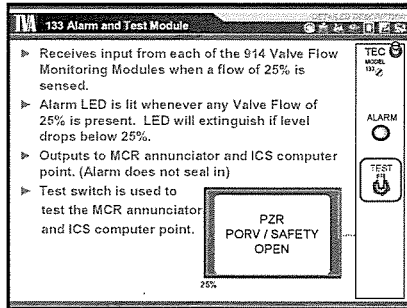 TVA 133 Alarm and Test Module
Receives input from each of the 914 Valve Flow
Monitoring Modules when a flow of 25% is
sensed.
Alarm LED is lit whenever any Valve Flow of
25% is present. LED will extinguish if level
drops below 25%.
Outputs to MCR annunciator and ICS computer
point. (Alarm does not seal in)
Test switch is used to
test the MCR annunciator
and ICS computer point.
PZR
PORV / SAFETY
OPEN
25%
TEC
MODEL
133
ALARM
TEST